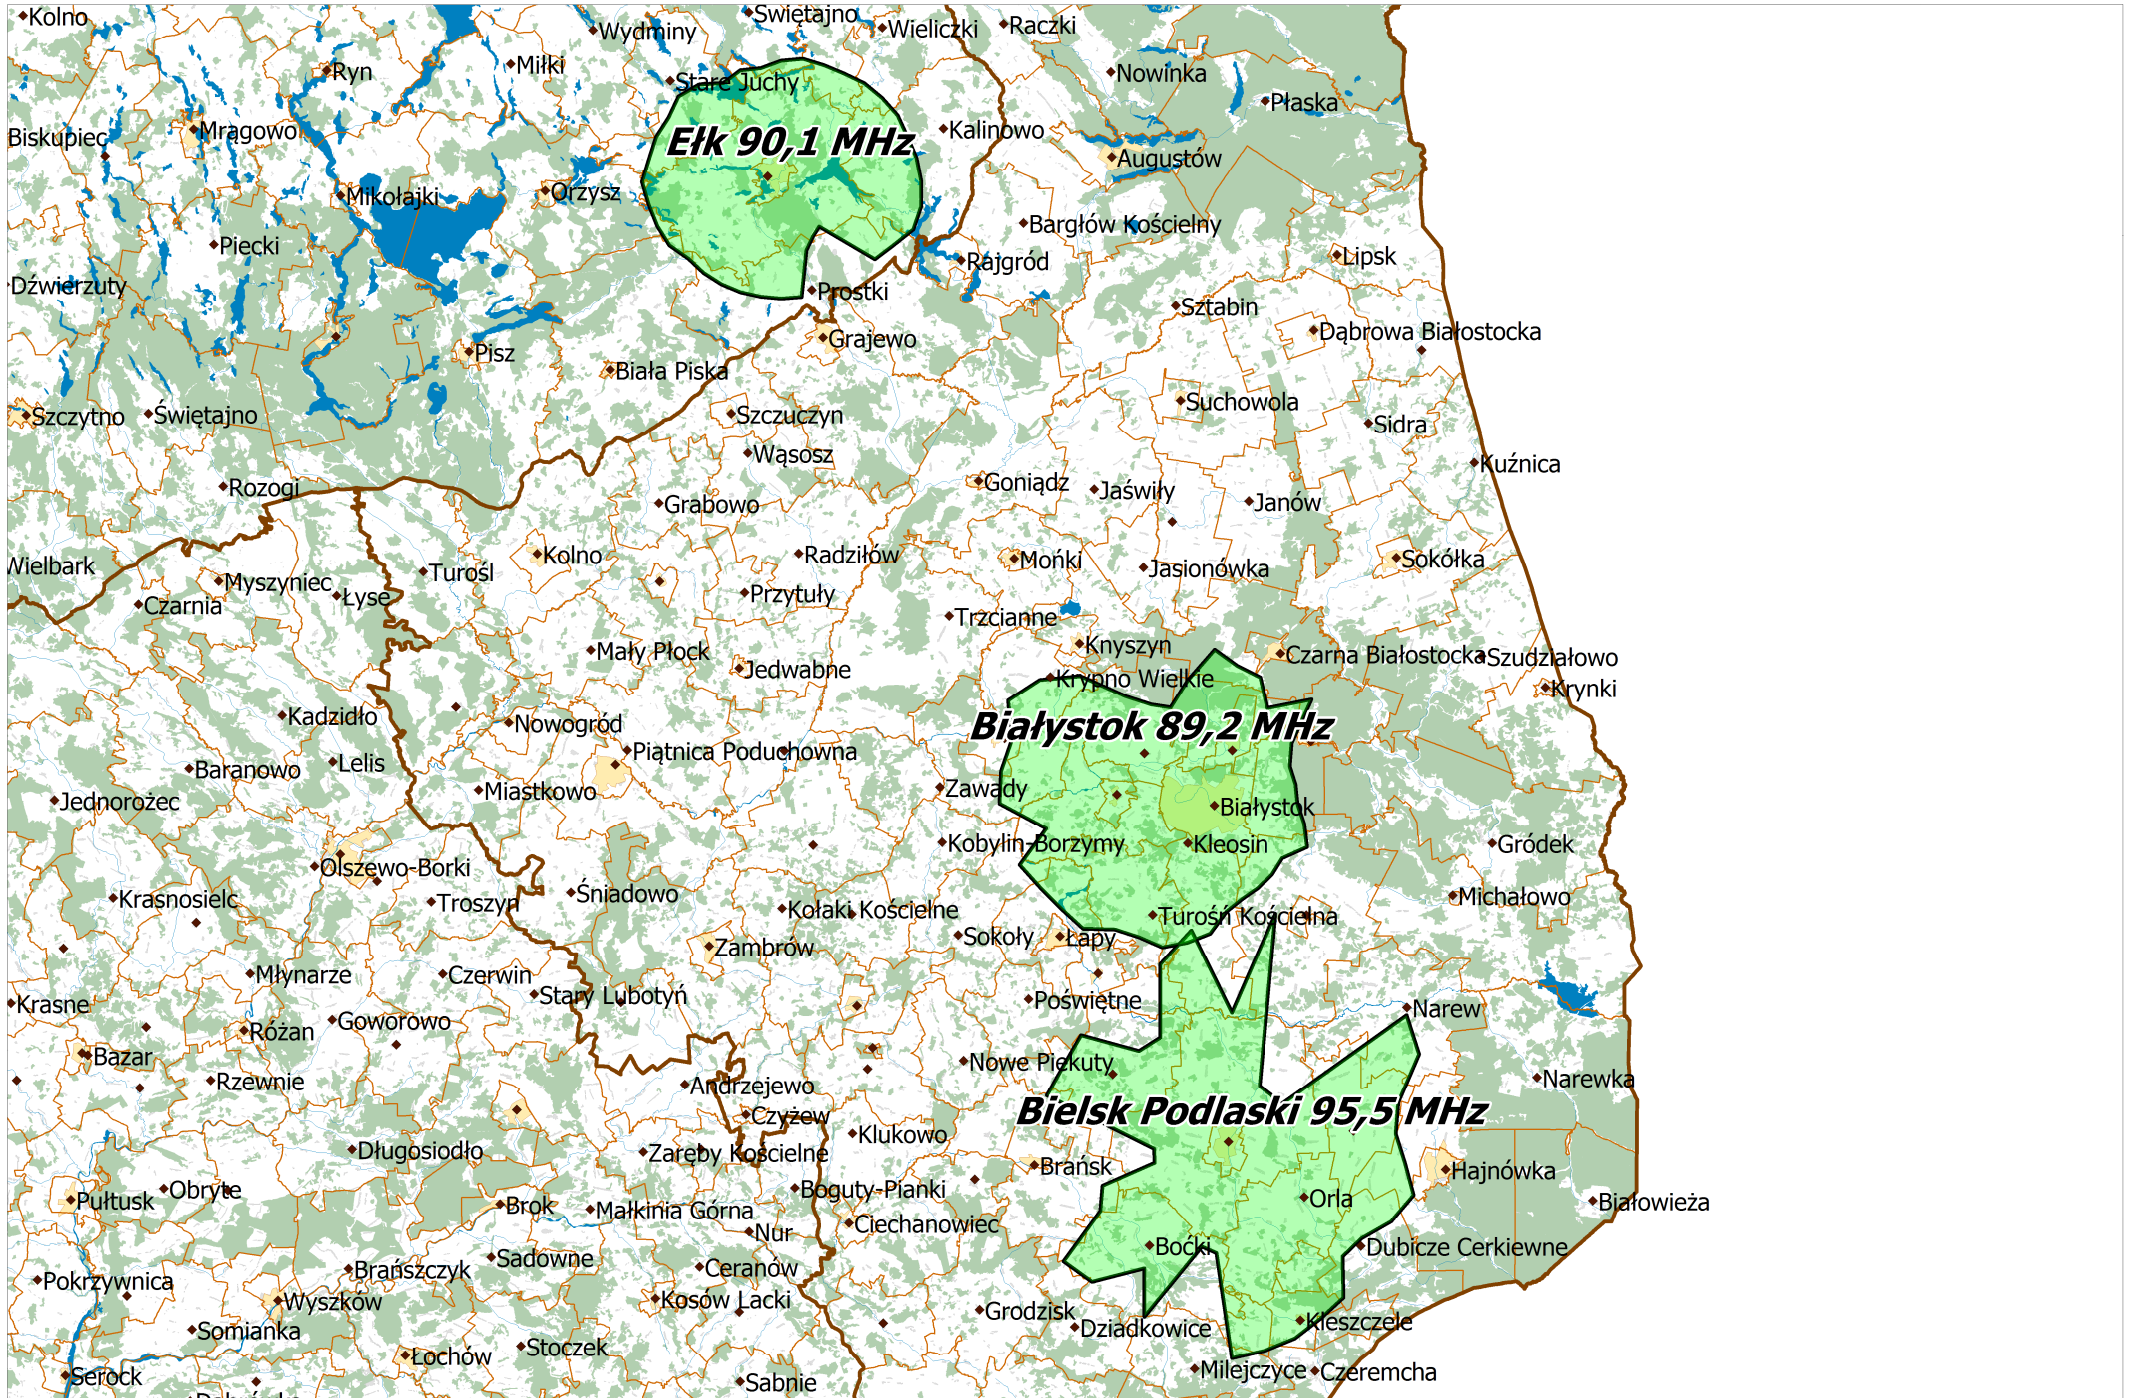 Kolno
Świętajno
Wydminy
Wieliczki
Raczki
Ryn
Miłki
Stare Juchy
Nowinka
Płaska
Biskupiec
Mrągowo
Ełk 90,1 MHz
Kalinowo
Augustów
Mikołajki
Orzysz
Piecki
Bargłów Kościelny
Rajgród
Lipsk
Dźwierzuty
Prostki
Sztabin
Grajewo
Dąbrowa Białostocka
Pisz
Biała Piska
Szczytno
Świętajno
Szczuczyn
Suchowola
Sidra
Wąsosz
Kuźnica
Rozogi
Grabowo
Goniądz
Jaświły
Janów
Wielbark
Kolno
Radziłów
Mońki
Sokółka
Myszyniec
Turośl
Jasionówka
Czarnia
Łyse
Przytuły
Trzcianne
Mały Płock
Knyszyn
Czarna Białostocka
Szudziałowo
Jedwabne
Krypno Wielkie
Krynki
Kadzidło
Nowogród
Białystok 89,2 MHz
Piątnica Poduchowna
Baranowo
Lelis
Jednorożec
Miastkowo
Zawady
Białystok
Kobylin-Borzymy
Kleosin
Gródek
Olszewo-Borki
Krasnosielc
Troszyn
Śniadowo
Michałowo
Kołaki Kościelne
Turośń Kościelna
Zambrów
Sokoły
Łapy
Młynarze
Czerwin
Stary Lubotyń
Krasne
Poświętne
Narew
Różan
Goworowo
Bazar
Nowe Piekuty
Rzewnie
Andrzejewo
Narewka
Czyżew
Bielsk Podlaski 95,5 MHz
Klukowo
Długosiodło
Zaręby Kościelne
Brańsk
Hajnówka
Pułtusk
Obryte
Boguty-Pianki
Orla
Białowieża
Brok
Małkinia Górna
Ciechanowiec
Nur
Boćki
Dubicze Cerkiewne
Sadowne
Pokrzywnica
Brańszczyk
Ceranów
Wyszków
Kosów Lacki
Grodzisk
Dziadkowice
Kleszczele
Somianka
Stoczek
Łochów
Serock
Milejczyce
Czeremcha
Sabnie